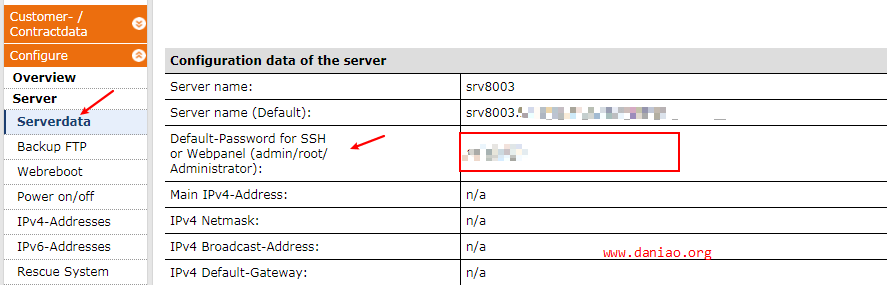 Customer- /
Contractdata
Configure
Overview
Server
Serverdata
Backup FTP
Webreboot
Power on/off
IPv4-Addresses
IPv6-Addresses
Rescue System
Configuration data of the server
Server name: srv8003
Server name (Default): srv8003.
Default-Password for SSH
or Webpanel (admin/root/
Administrator):
Main IPv4-Address: n/a
IPv4 Netmask: n/a
IPv4 Broadcast-Address: n/a
IPv4 Default-Gateway: n/a
www.daniao.org